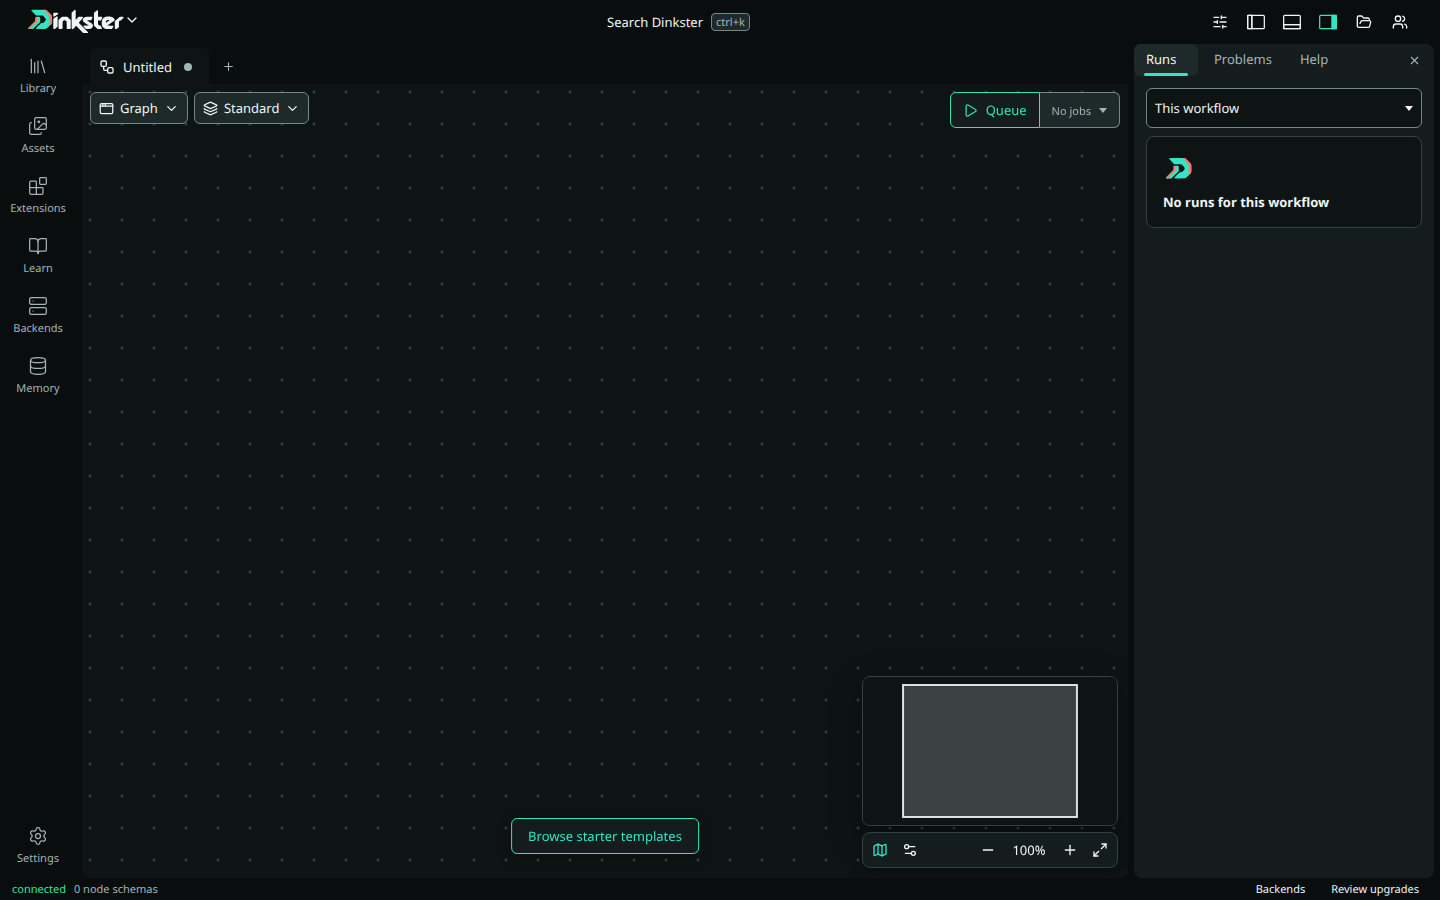 Dinkster
Search Dinkster ctrl+k
Library
Assets
Extensions
Learn
Backends
Memory
Settings
Untitled
Graph
Standard
Queue
No jobs
Browse starter templates
100%
Runs
Problems
Help
This workflow
No runs for this workflow
connected
0 node schemas
Backends
Review upgrades